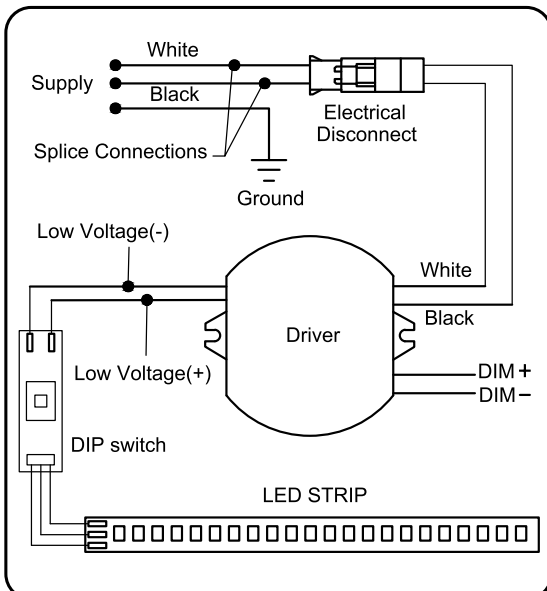 White
Supply
Black
Splice Connections
Electrical
Disconnect
Ground
Low Voltage(-)
White
Driver
Black
Low Voltage(+)
DIM+
DIM−
DIP switch
LED STRIP